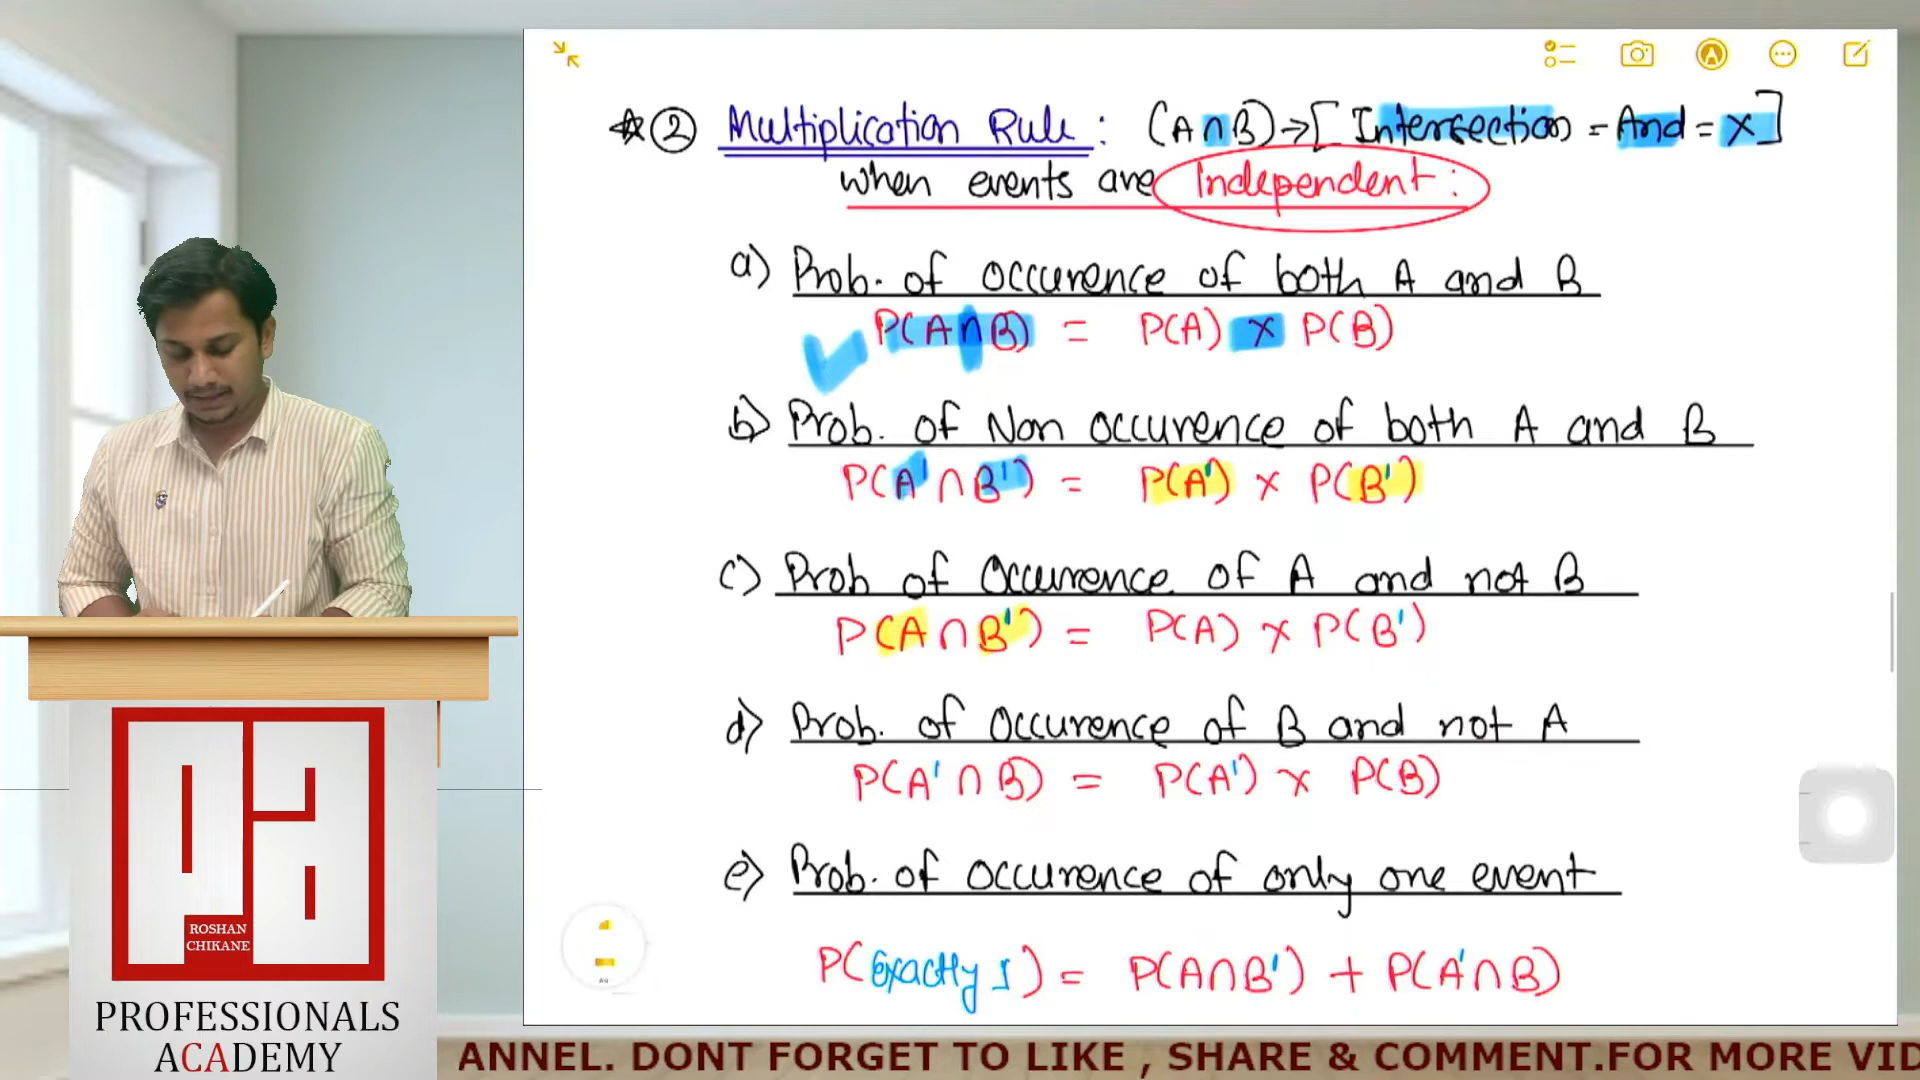 ② Multiplication Rule : (A∩B)→[ Intersection = And = × ]
when events are Independent :
a) Prob. of occurence of both A and B
P(A∩B) = P(A) × P(B)
b) Prob. of Non occurence of both A and B
P(A'∩B') = P(A') × P(B')
c) Prob of Occurence of A and not B
P(A∩B') = P(A) × P(B')
d) Prob. of Occurence of B and not A
P(A'∩B) = P(A') × P(B)
e) Prob. of occurence of only one event
P(Exactly 1) = P(A∩B') + P(A'∩B)
pa
ROSHAN
CHIKANE
PROFESSIONALS
ACADEMY
ANNEL. DONT FORGET TO LIKE , SHARE & COMMENT.FOR MORE VID